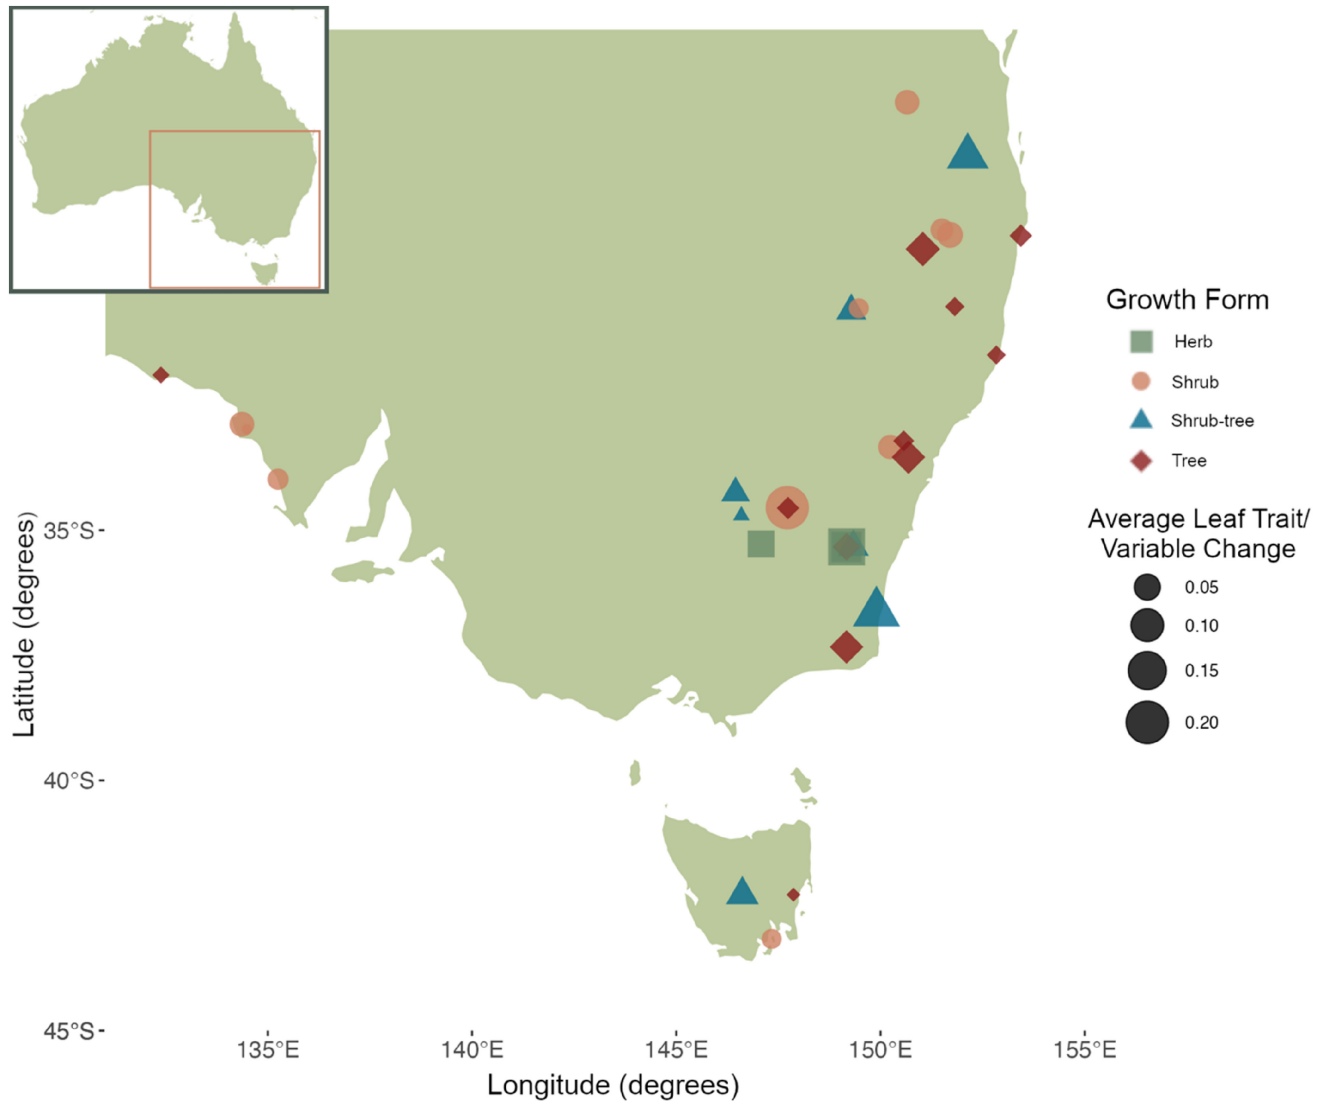 Growth Form
Herb
Shrub
Shrub-tree
Tree
Average Leaf Trait/
Variable Change
0.05
0.10
0.15
0.20
Latitude (degrees)
35°S
40°S
45°S
135°E
140°E
145°E
150°E
155°E
Longitude (degrees)